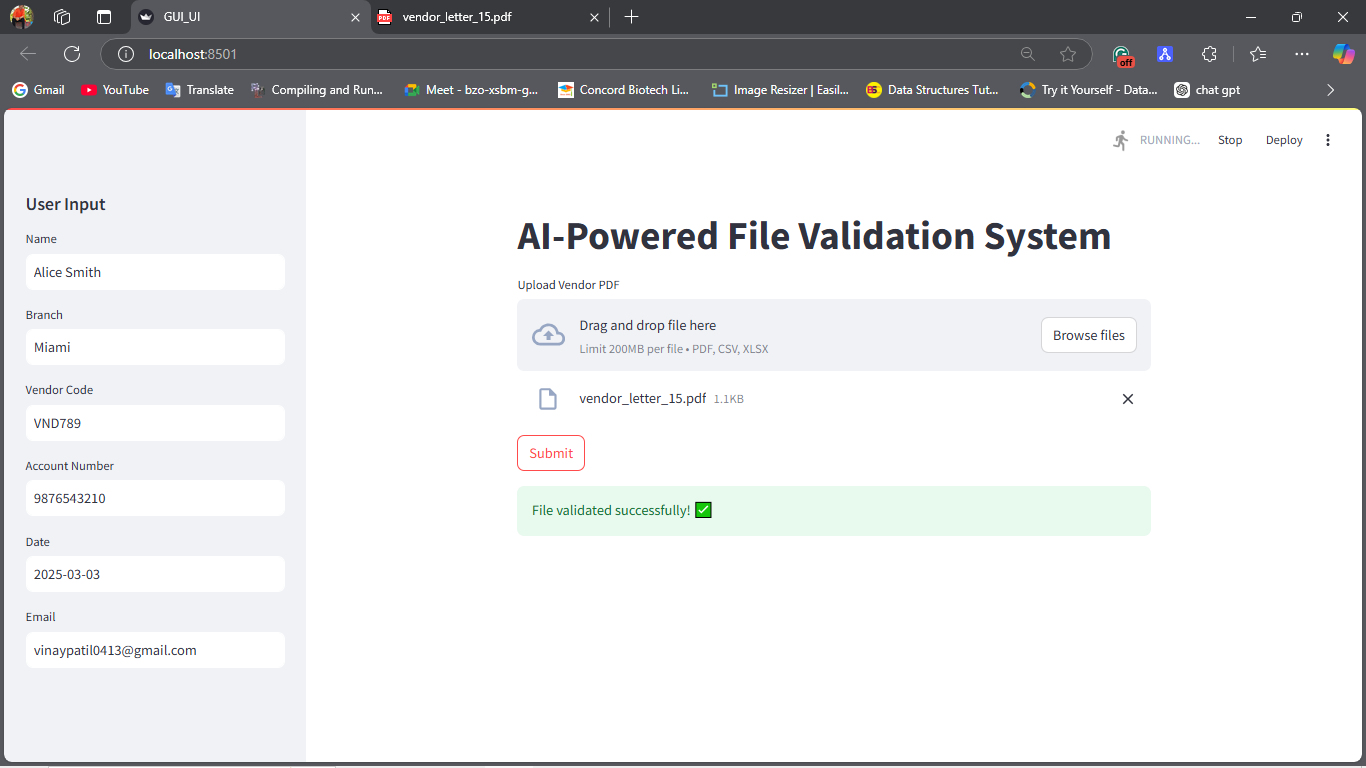 GUI_UI
vendor_letter_15.pdf
localhost:8501
off
Gmail
YouTube
Translate
Compiling and Run...
Meet - bzo-xsbm-g...
Concord Biotech Li...
Image Resizer | Easil...
Data Structures Tut...
Try it Yourself - Data...
chat gpt
RUNNING...
Stop
Deploy
User Input
Name
Alice Smith
Branch
Miami
Vendor Code
VND789
Account Number
9876543210
Date
2025-03-03
Email
vinaypatil0413@gmail.com
AI-Powered File Validation System
Upload Vendor PDF
Drag and drop file here
Limit 200MB per file • PDF, CSV, XLSX
Browse files
vendor_letter_15.pdf 1.1KB
Submit
File validated successfully! ✅